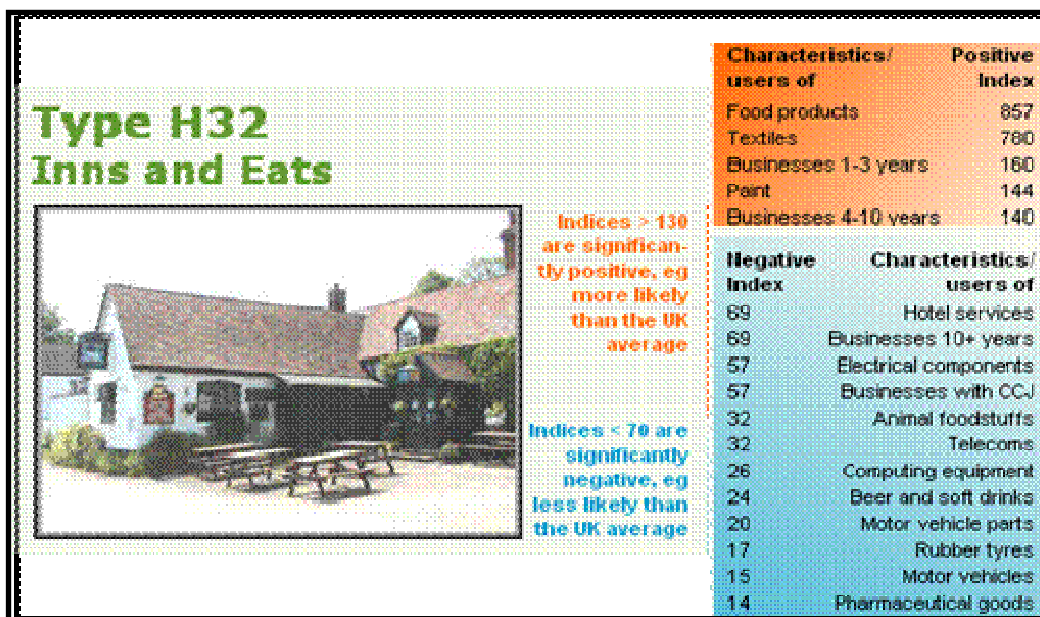 Type H32
Inns and Eats
Indices > 130
are significan-
tly positive, eg
more likely
than the UK
average
Indices < 70 are
significantly
negative, eg
less likely than
the UK average
Characteristics/ Positive
users of Index
Food products 857
Textiles 780
Businesses 1-3 years 160
Paint 144
Businesses 4-10 years 140
Negative Characteristics/
Index users of
69 Hotel services
69 Businesses 10+ years
57 Electrical components
57 Businesses with CCJ
32 Animal foodstuffs
32 Telecoms
26 Computing equipment
24 Beer and soft drinks
20 Motor vehicle parts
17 Rubber tyres
15 Motor vehicles
14 Pharmaceutical goods